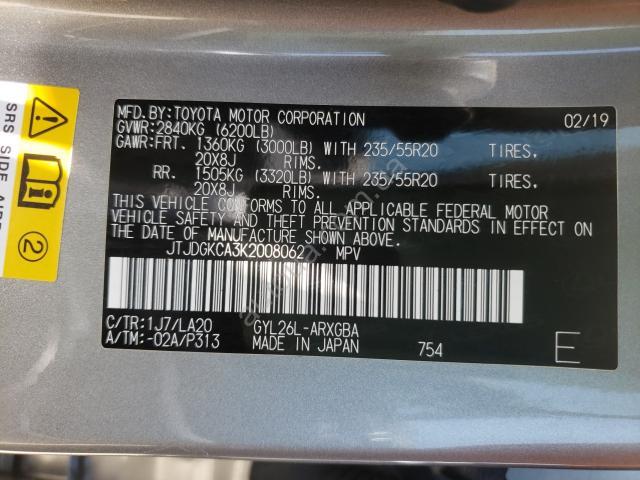 MFD.BY:TOYOTA MOTOR CORPORATION 02/19
GVWR:2840KG (6200LB)
GAWR:FRT. 1360KG (3000LB) WITH 235/55R20 TIRES,
20X8J RIMS.
RR. 1505KG (3320LB) WITH 235/55R20 TIRES,
20X8J RIMS.
THIS VEHICLE CONFORMS TO ALL APPLICABLE FEDERAL MOTOR
VEHICLE SAFETY AND THEFT PREVENTION STANDARDS IN EFFECT ON
THE DATE OF MANUFACTURE SHOWN ABOVE.
JTJDGKCA3K2008062 MPV
C/TR:1J7/LA20 GYL26L-ARXGBA
A/TM:-02A/P313 MADE IN JAPAN 754 E
SRS SIDE
2